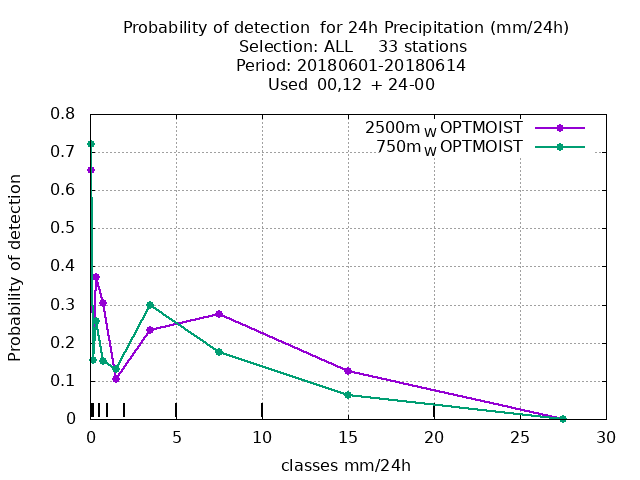 Probability of detection  for 24h Precipitation (mm/24h)
Selection: ALL     33 stations
Period: 20180601-20180614
Used  00,12  + 24-00
2500m W OPTMOIST
750m W OPTMOIST
0.8
0.7
0.6
0.5
0.4
0.3
0.2
0.1
0
Probability of detection
0 5 10 15 20 25 30
classes mm/24h